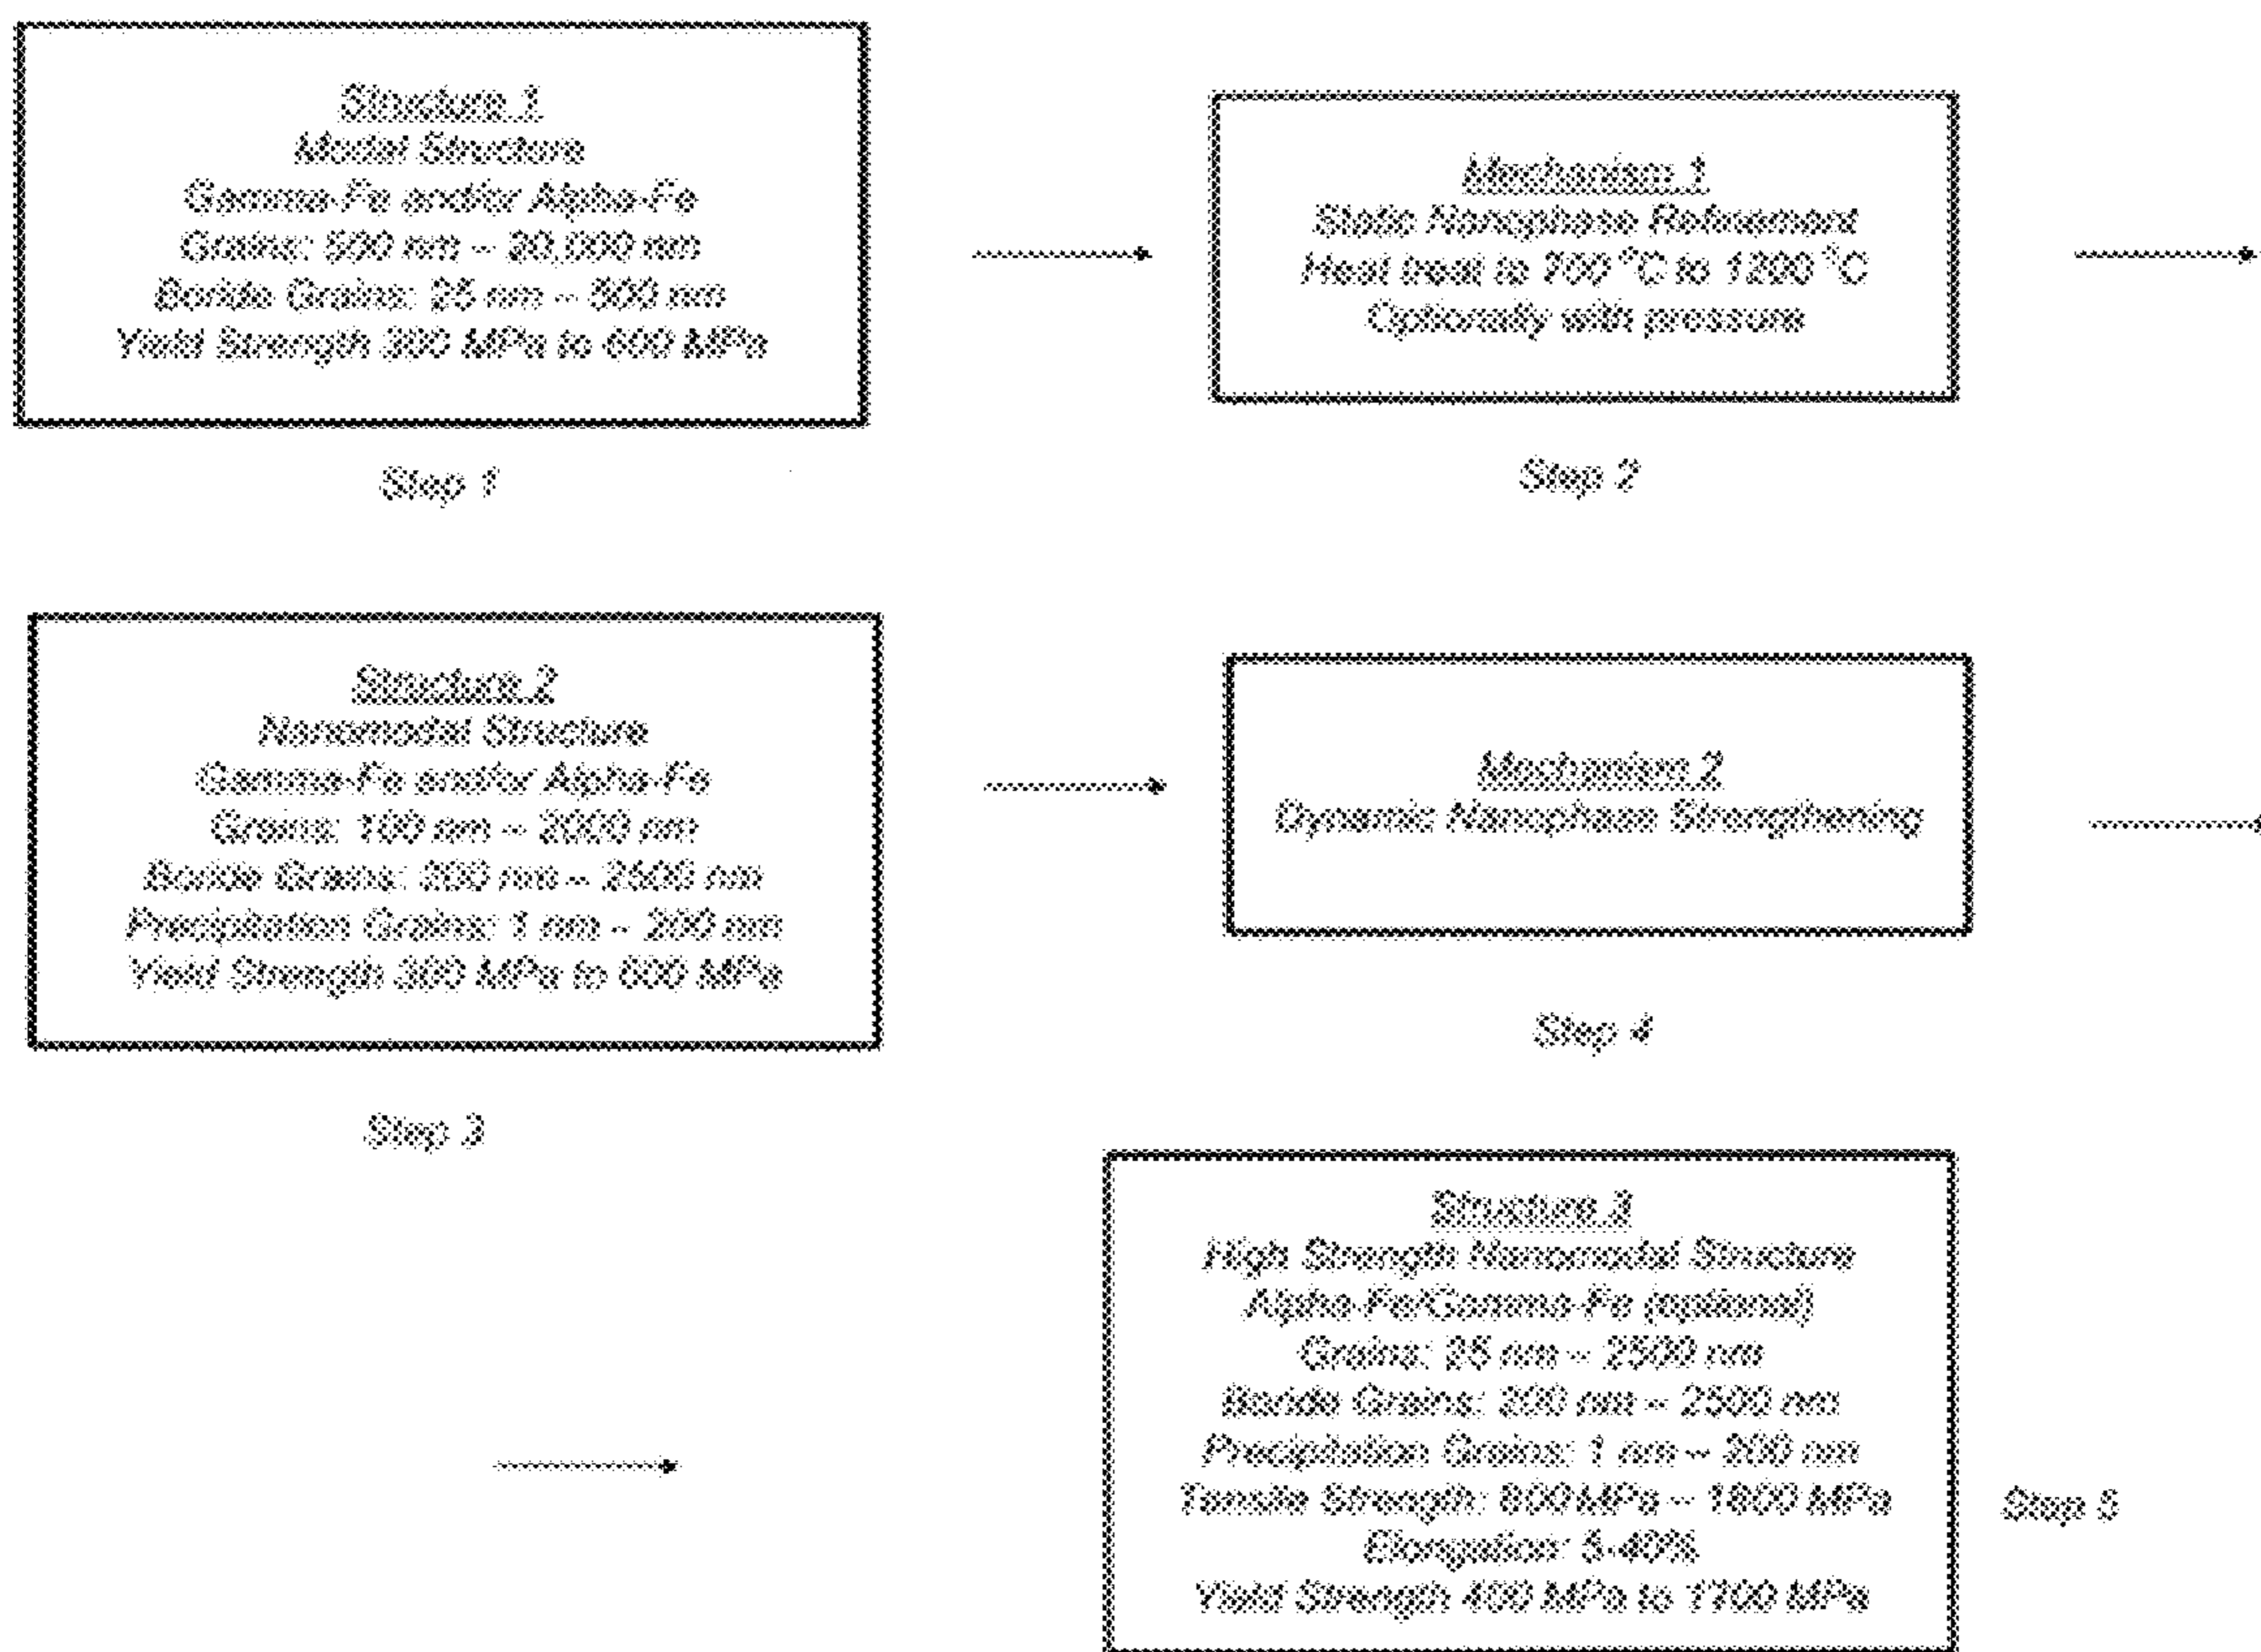 Structure 1
Modal Structure
Gamma-Fe and/or Alpha-Fe
Grains: 500 nm – 20,000 nm
Boride Grains: 25 nm – 500 nm
Yield Strength 300 MPa to 600 MPa
Step 1
Mechanism 1
Static Nanophase Refinement
Heat treat to 700 °C to 1200 °C
Optionally with pressure
Step 2
Structure 2
Nanomodal Structure
Gamma-Fe and/or Alpha-Fe
Grains: 100 nm – 2000 nm
Boride Grains: 200 nm – 2500 nm
Precipitation Grains: 1 nm – 200 nm
Yield Strength 300 MPa to 600 MPa
Step 3
Mechanism 2
Dynamic Nanophase Strengthening
Step 4
Structure 3
High Strength Nanomodal Structure
Alpha-Fe/Gamma-Fe (optional)
Grains: 25 nm – 2500 nm
Boride Grains: 200 nm – 2500 nm
Precipitation Grains: 1 nm – 200 nm
Tensile Strength: MPa – MPa
Elongation: 5-40%
Yield Strength 400 MPa to 1700 MPa
Step 5